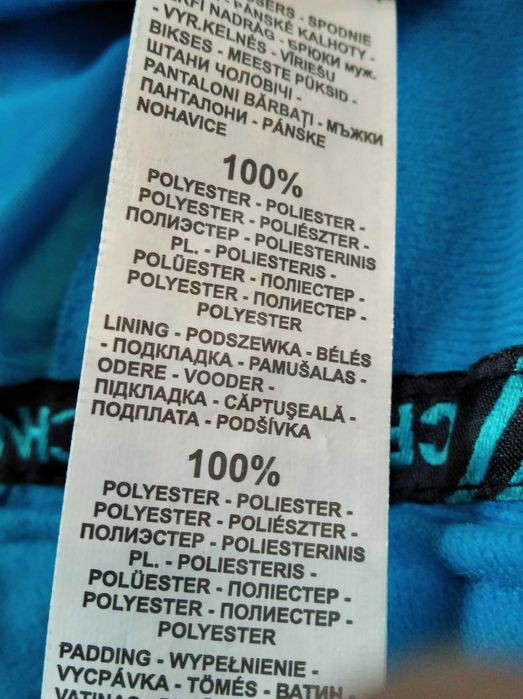 SERS - SPODNIE
RFI NADRÁG - БРЮКИ муж.
PÁNSKÉ KALHOTY -
- VYR.KELNĖS - VĪRIEŠU
BIKSES - MEESTE PÜKSID -
ШТАНИ ЧОЛОВІЧІ -
PANTALONI BĂRBAȚI - МЪЖКИ
ПАНТАЛОНИ - PÁNSKE
NOHAVICE
100%
POLYESTER - POLIESTER -
POLYESTER - POLIÉSZTER -
ПОЛИЭСТЕР - POLIESTERINIS
PL. - POLIESTERIS -
POLÜESTER - ПОЛІЕСТЕР -
POLYESTER - ПОЛИЕСТЕР -
POLYESTER
LINING - PODSZEWKA - BÉLÉS
- ПОДКЛАДКА - PAMUŠALAS -
ODERE - VOODER -
ПІДКЛАДКА - CĂPTUŞEALĂ -
ПОДПЛАТА - PODŠÍVKA
100%
POLYESTER - POLIESTER -
POLYESTER - POLIÉSZTER -
ПОЛИЭСТЕР - POLIESTERINIS
PL. - POLIESTERIS -
POLÜESTER - ПОЛІЕСТЕР -
POLYESTER - ПОЛИЕСТЕР -
POLYESTER
PADDING - WYPEŁNIENIE -
VYCPÁVKA - TÖMÉS - ВАТИН -